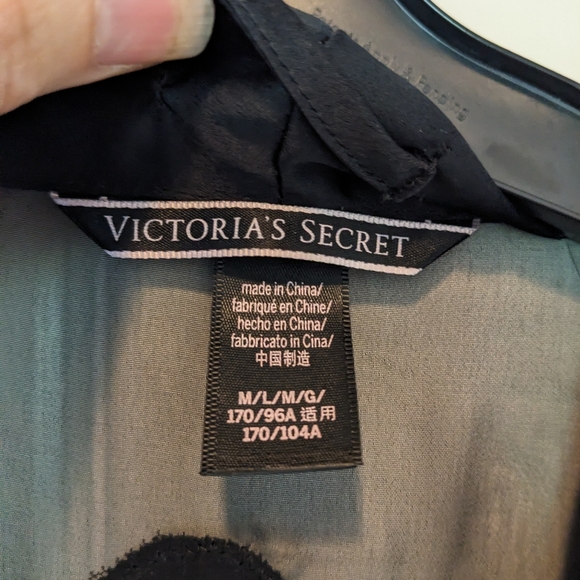 VICTORIA'S SECRET
made in China/
fabriqué en Chine/
hecho en China/
fabbricato in Cina/
中国制造
M/L/M/G/
170/96A 适用
170/104A